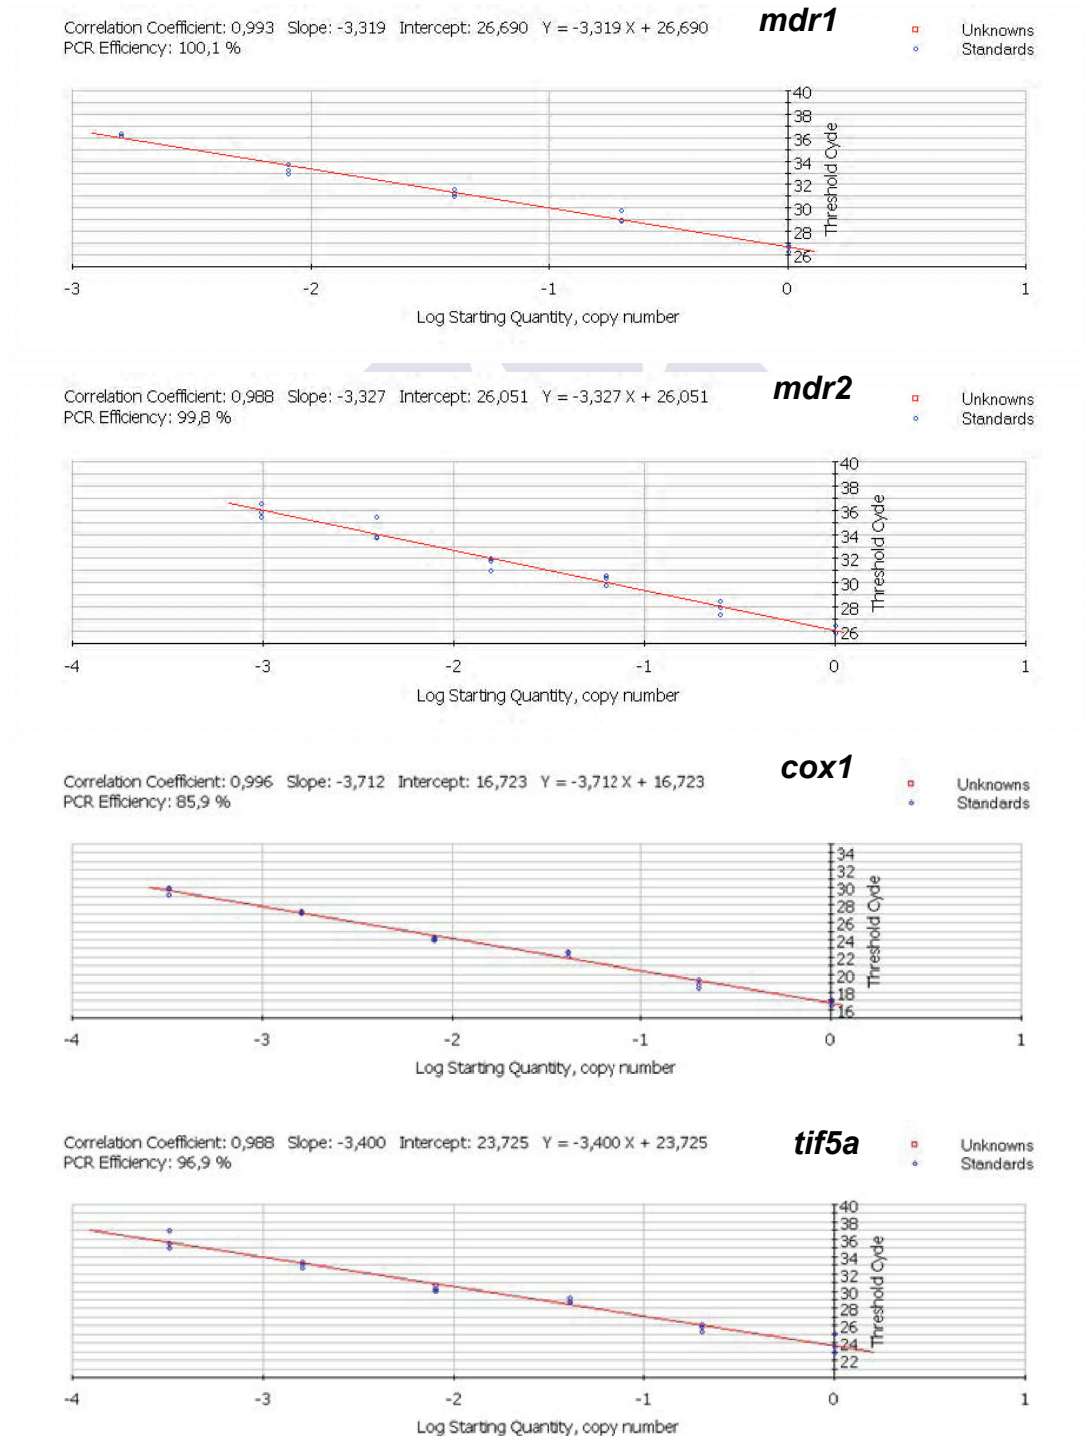 Correlation Coefficient: 0,993 Slope: -3,319 Intercept: 26,690 Y = -3,319 X + 26,690
PCR Efficiency: 100,1 %
mdr1
Unknowns
Standards
40
38
36
34
32
30
28
26
Threshold Cycle
-3 -2 -1 0 1
Log Starting Quantity, copy number
Correlation Coefficient: 0,988 Slope: -3,327 Intercept: 26,051 Y = -3,327 X + 26,051
PCR Efficiency: 99,8 %
mdr2
Unknowns
Standards
40
38
36
34
32
30
28
26
Threshold Cycle
-4 -3 -2 -1 0 1
Log Starting Quantity, copy number
Correlation Coefficient: 0,996 Slope: -3,712 Intercept: 16,723 Y = -3,712 X + 16,723
PCR Efficiency: 85,9 %
cox1
Unknowns
Standards
34
32
30
28
26
24
22
20
18
16
Threshold Cycle
-4 -3 -2 -1 0 1
Log Starting Quantity, copy number
Correlation Coefficient: 0,988 Slope: -3,400 Intercept: 23,725 Y = -3,400 X + 23,725
PCR Efficiency: 96,9 %
tif5a
Unknowns
Standards
40
38
36
34
32
30
28
26
24
22
Threshold Cycle
-4 -3 -2 -1 0 1
Log Starting Quantity, copy number